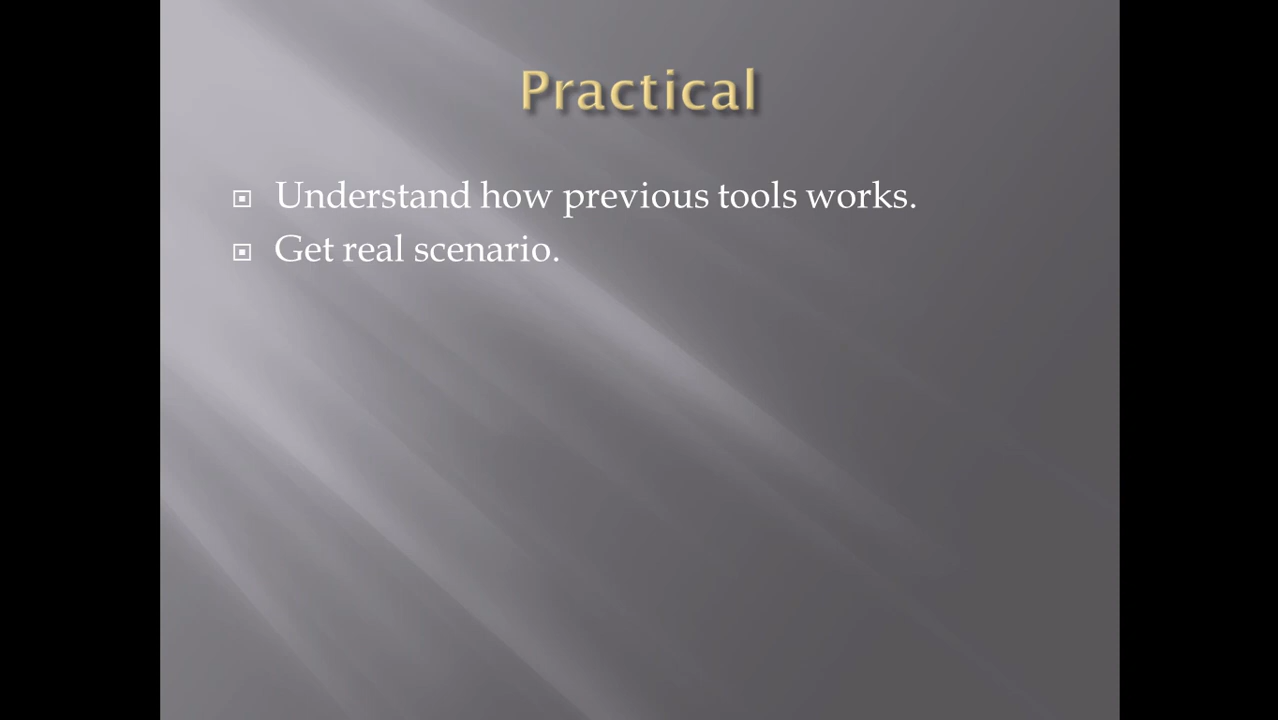 Practical
Understand how previous tools works.
Get real scenario.